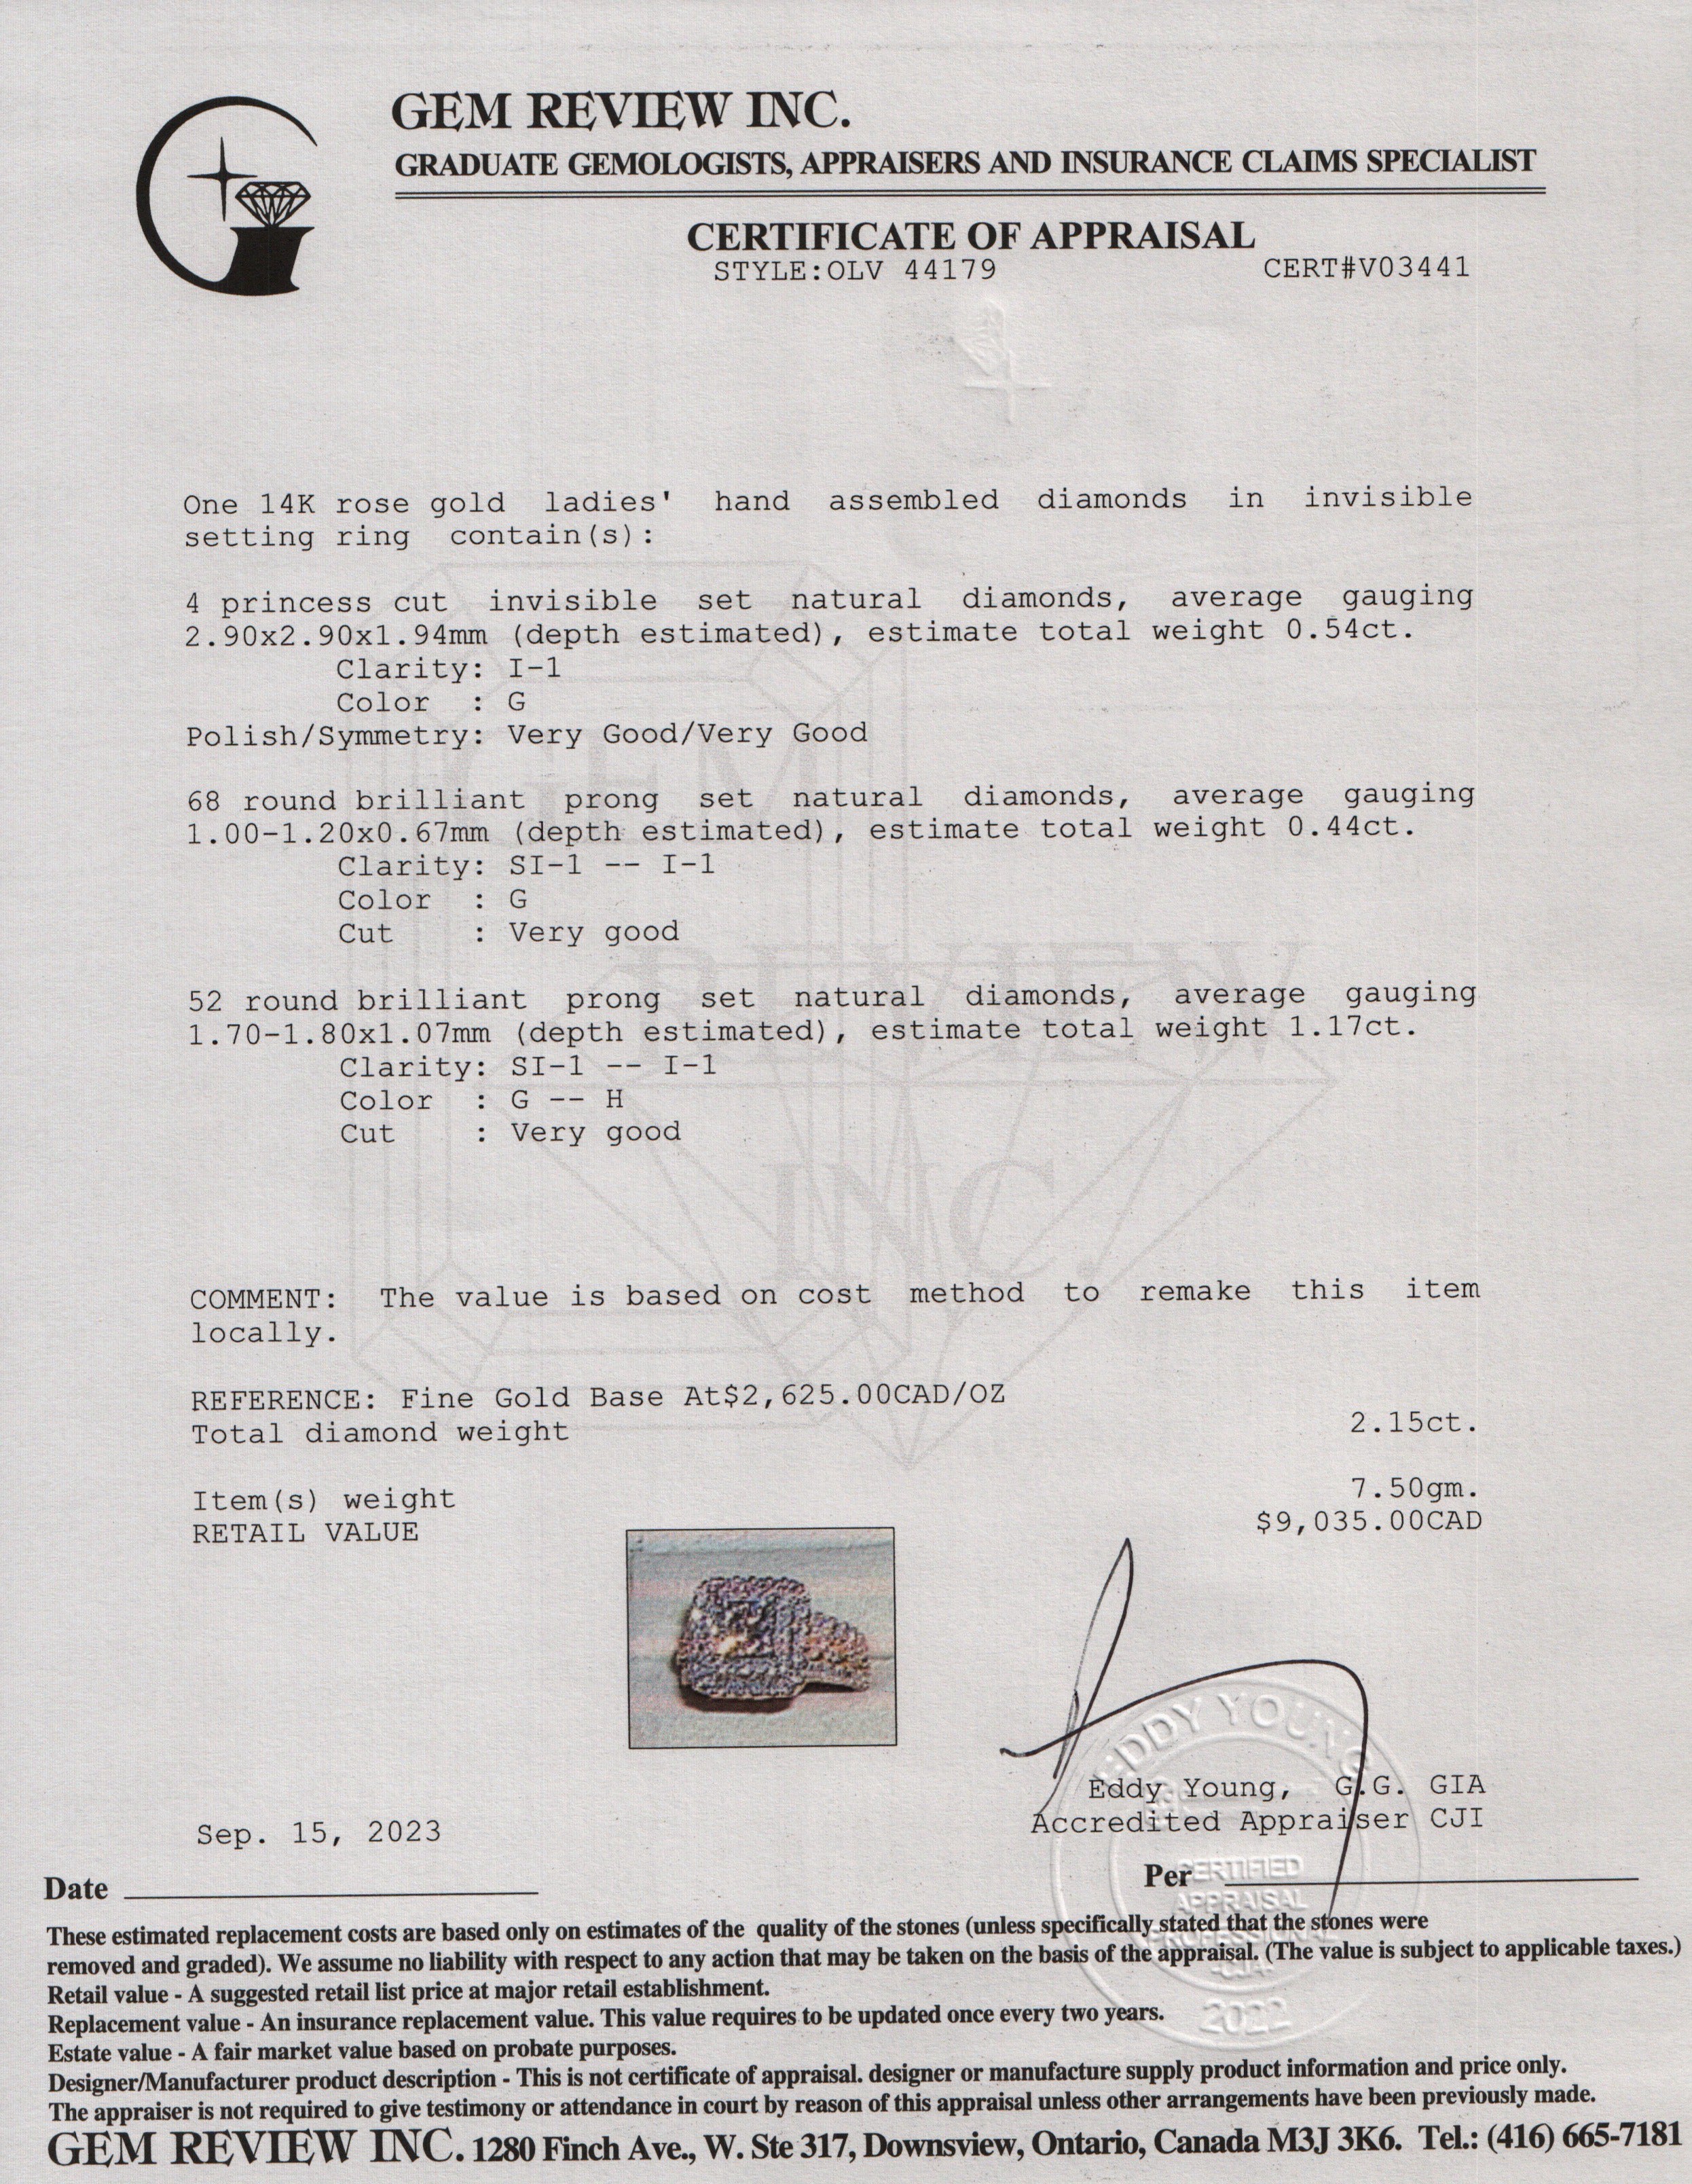 GEM REVIEW INC.
GRADUATE GEMOLOGISTS, APPRAISERS AND INSURANCE CLAIMS SPECIALIST
CERTIFICATE OF APPRAISAL
STYLE:OLV 44179 CERT#V03441
One 14K rose gold ladies' hand assembled diamonds in invisible
setting ring contain(s):
4 princess cut invisible set natural diamonds, average gauging
2.90x2.90x1.94mm (depth estimated), estimate total weight 0.54ct.
Clarity: I-1
Color : G
Polish/Symmetry: Very Good/Very Good
68 round brilliant prong set natural diamonds, average gauging
1.00-1.20x0.67mm (depth estimated), estimate total weight 0.44ct.
Clarity: SI-1 -- I-1
Color : G
Cut : Very good
52 round brilliant prong set natural diamonds, average gauging
1.70-1.80x1.07mm (depth estimated), estimate total weight 1.17ct.
Clarity: SI-1 -- I-1
Color : G -- H
Cut : Very good
GEM
REVIEW
INC.
COMMENT: The value is based on cost method to remake this item
locally.
REFERENCE: Fine Gold Base At$2,625.00CAD/OZ
Total diamond weight 2.15ct.
Item(s) weight 7.50gm.
RETAIL VALUE $9,035.00CAD
EDDY YOUNG
Eddy Young, G.G. GIA
Accredited Appraiser CJI
Sep. 15, 2023
Date
Per
CERTIFIED
APPRAISAL
PROFESSIONAL
2022
These estimated replacement costs are based only on estimates of the quality of the stones (unless specifically stated that the stones were
removed and graded). We assume no liability with respect to any action that may be taken on the basis of the appraisal. (The value is subject to applicable taxes.)
Retail value - A suggested retail list price at major retail establishment.
Replacement value - An insurance replacement value. This value requires to be updated once every two years.
Estate value - A fair market value based on probate purposes.
Designer/Manufacturer product description - This is not certificate of appraisal. designer or manufacture supply product information and price only.
The appraiser is not required to give testimony or attendance in court by reason of this appraisal unless other arrangements have been previously made.
GEM REVIEW INC. 1280 Finch Ave., W. Ste 317, Downsview, Ontario, Canada M3J 3K6. Tel.: (416) 665-7181